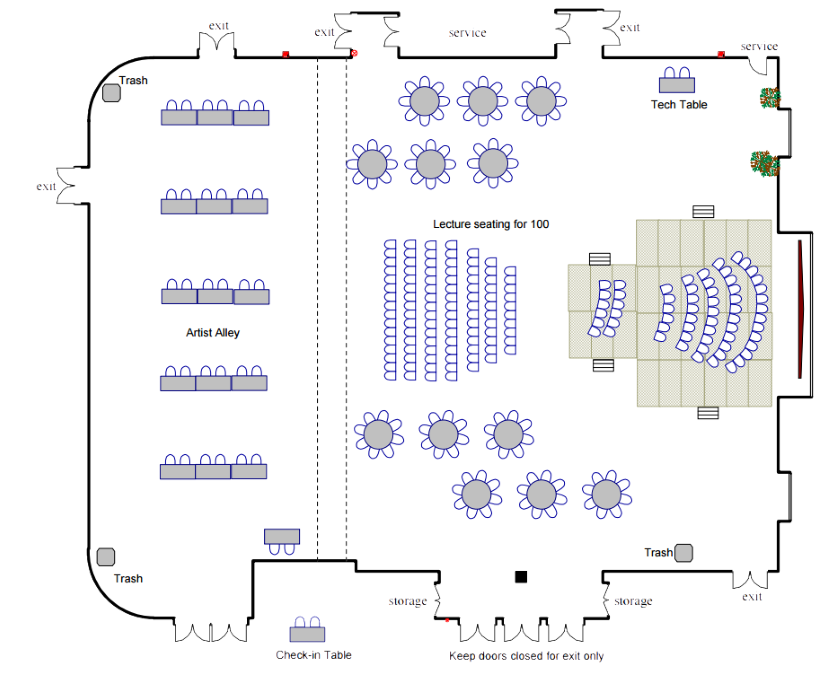 exit
exit
service
exit
service
Trash
Tech Table
exit
Lecture seating for 100
Artist Alley
Trash
Trash
storage
storage
exit
Check-in Table
Keep doors closed for exit only